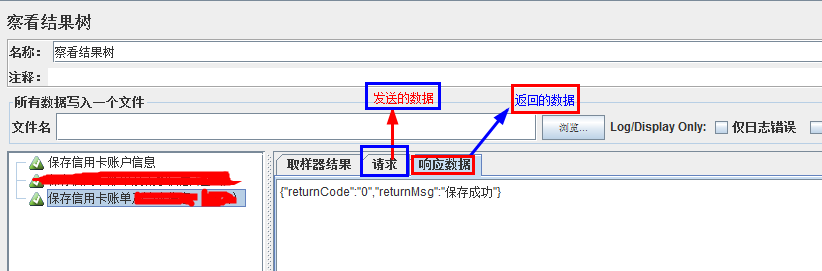 察看结果树
名称： 察看结果树
注释：
所有数据写入一个文件
发送的数据
返回的数据
文件名
浏览...
Log/Display Only:
仅日志错误
保存信用卡账户信息
保存信用卡账单
取样器结果
请求
响应数据
{"returnCode":"0","returnMsg":"保存成功"}